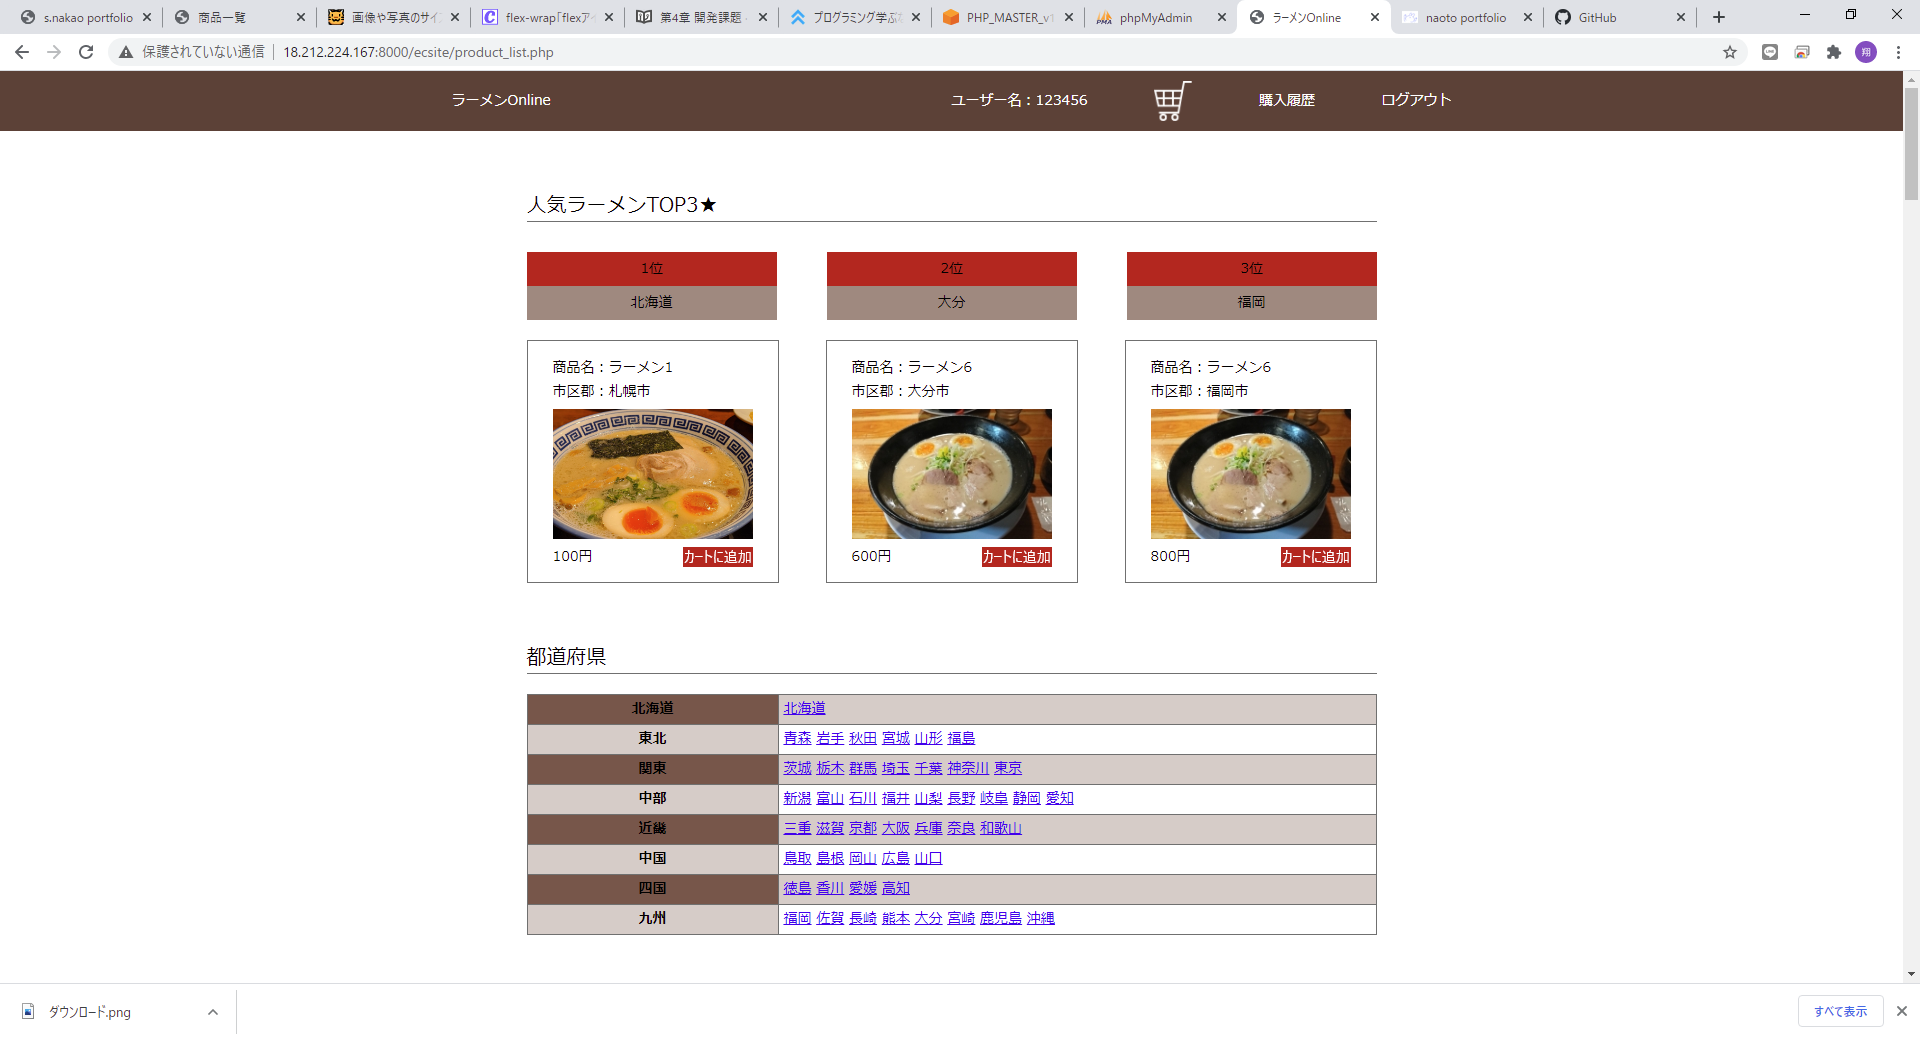 s.nakao portfolio
商品一覧
画像や写真のサイ
flex-wrap「flexア
第4章 開発課題
プログラミング学ぶ
PHP_MASTER_v1
phpMyAdmin
ラーメンOnline
naoto portfolio
GitHub
保護されていない通信 18.212.224.167:8000/ecsite/product_list.php
翔
ラーメンOnline ユーザー名：123456 購入履歴 ログアウト
人気ラーメンTOP3★
1位 2位 3位
北海道 大分 福岡
商品名：ラーメン1
市区郡：札幌市
100円 カートに追加
商品名：ラーメン6
市区郡：大分市
600円 カートに追加
商品名：ラーメン6
市区郡：福岡市
800円 カートに追加
都道府県
北海道 北海道
東北 青森 岩手 秋田 宮城 山形 福島
関東 茨城 栃木 群馬 埼玉 千葉 神奈川 東京
中部 新潟 富山 石川 福井 山梨 長野 岐阜 静岡 愛知
近畿 三重 滋賀 京都 大阪 兵庫 奈良 和歌山
中国 鳥取 島根 岡山 広島 山口
四国 徳島 香川 愛媛 高知
九州 福岡 佐賀 長崎 熊本 大分 宮崎 鹿児島 沖縄
ダウンロード.png
すべて表示